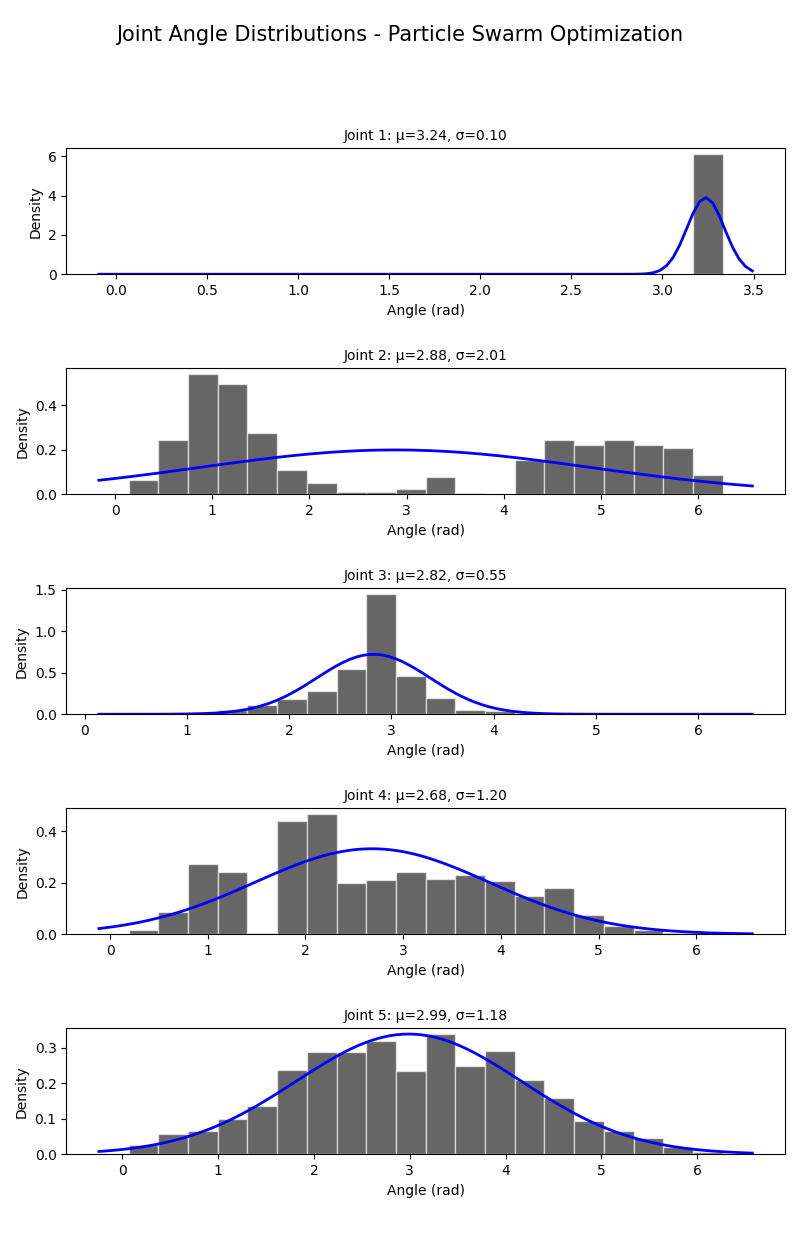 Joint Angle Distributions - Particle Swarm Optimization
Joint 1: μ=3.24, σ=0.10
Density
6
4
2
0
0.0 0.5 1.0 1.5 2.0 2.5 3.0 3.5
Angle (rad)
Joint 2: μ=2.88, σ=2.01
Density
0.4
0.2
0.0
0 1 2 3 4 5 6
Angle (rad)
Joint 3: μ=2.82, σ=0.55
Density
1.5
1.0
0.5
0.0
0 1 2 3 4 5 6
Angle (rad)
Joint 4: μ=2.68, σ=1.20
Density
0.4
0.2
0.0
0 1 2 3 4 5 6
Angle (rad)
Joint 5: μ=2.99, σ=1.18
Density
0.3
0.2
0.1
0.0
0 1 2 3 4 5 6
Angle (rad)